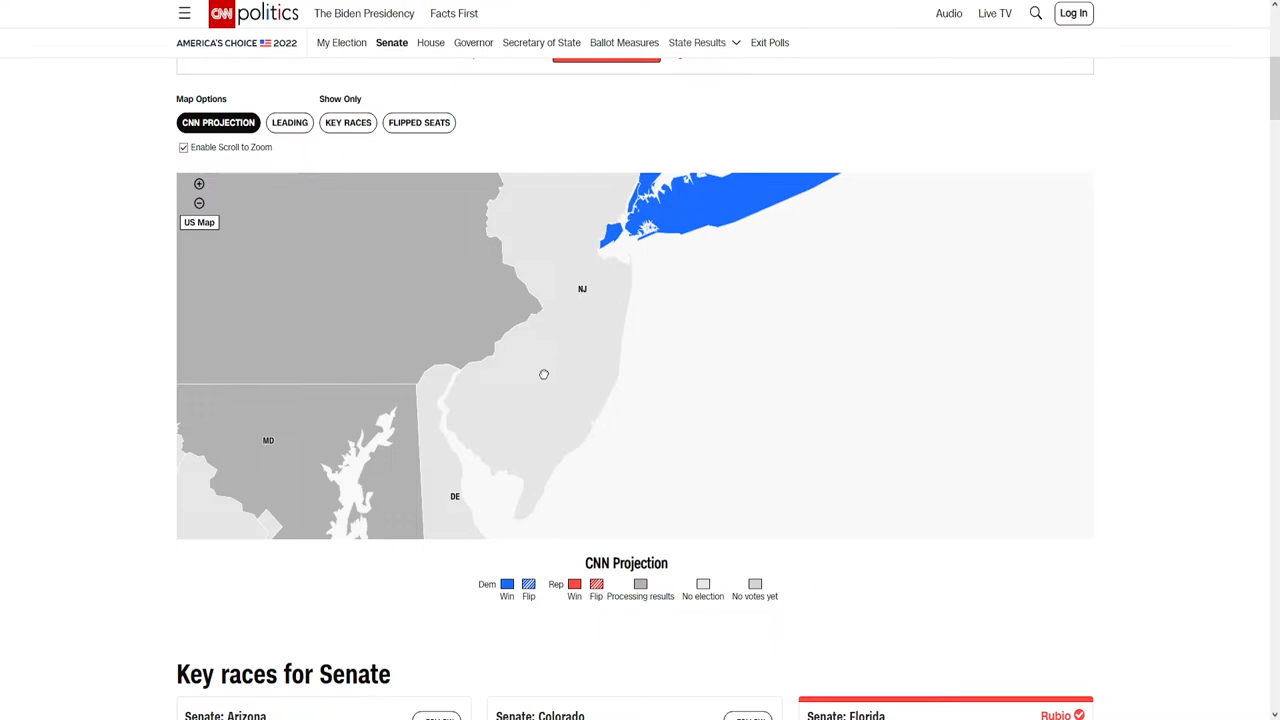 CNN politics The Biden Presidency Facts First Audio Live TV Log In
AMERICA'S CHOICE 2022 My Election Senate House Governor Secretary of State Ballot Measures State Results Exit Polls
Map Options Show Only
CNN PROJECTION LEADING KEY RACES FLIPPED SEATS
Enable Scroll to Zoom
US Map
NJ
MD
DE
CNN Projection
Dem Win Flip Rep Win Flip Processing results No election No votes yet
Key races for Senate
Senate: Arizona Senate: Colorado Senate: Florida Rubio